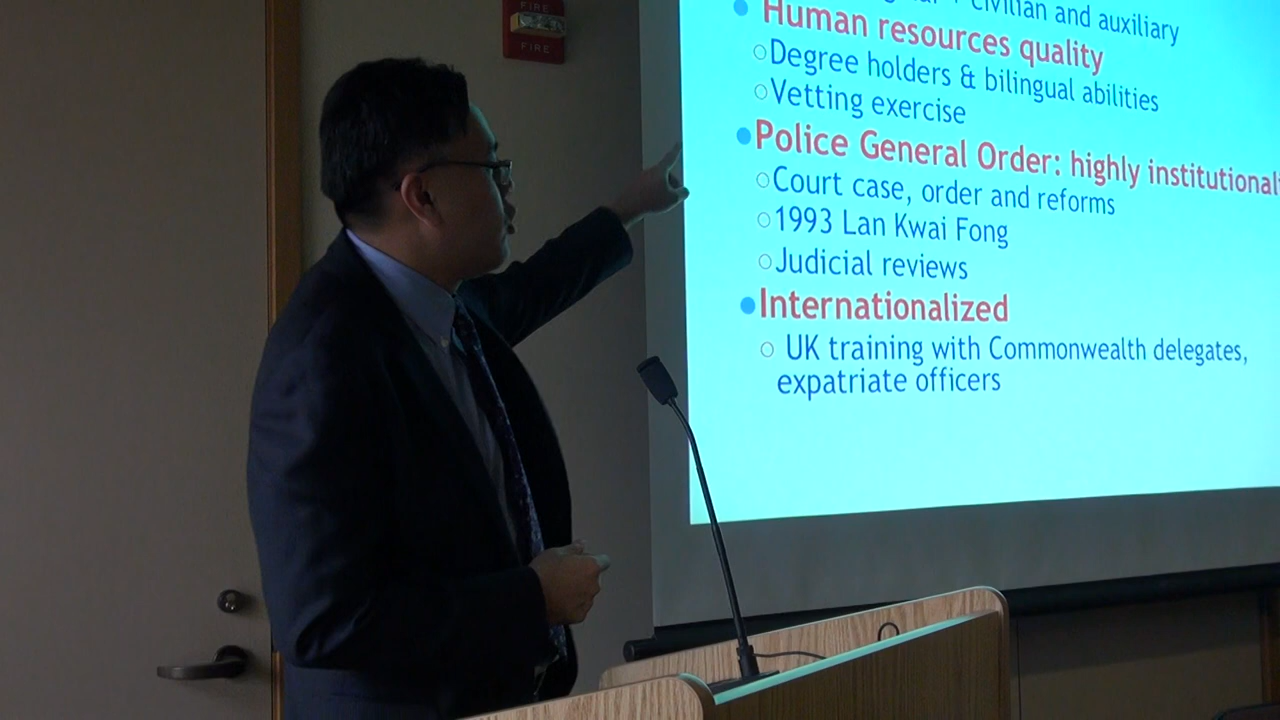 FIRE
FIRE
civilian and auxiliary
Human resources quality
Degree holders & bilingual abilities
Vetting exercise
Police General Order: highly institutionali
Court case, order and reforms
1993 Lan Kwai Fong
Judicial reviews
Internationalized
UK training with Commonwealth delegates,
expatriate officers